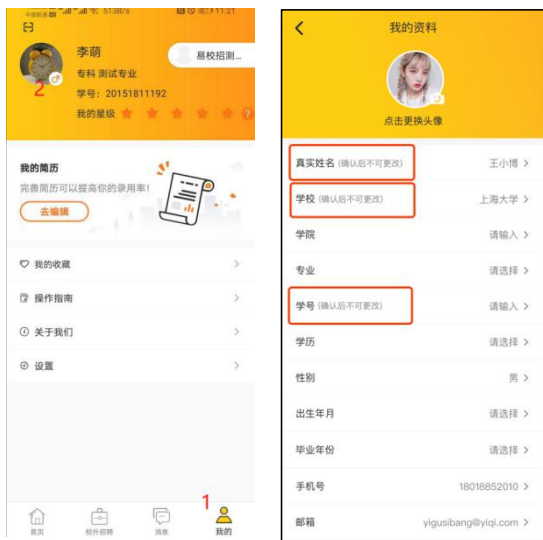 11:21
李萌
易校招测...
专科 测试专业
2
学号：20151811192
我的星级
?
我的简历
完善简历可以提高你的录用率！
去编辑
我的收藏
操作指南
关于我们
设置
1
首页
校外招聘
消息
我的
我的资料
点击更换头像
真实姓名 (确认后不可更改) 王小博
学校 (确认后不可更改) 上海大学
学院 请输入
专业 请选择
学号 (确认后不可更改) 请输入
学历 请选择
性别 男
出生年月 请选择
毕业年份 请选择
手机号 18018852010
邮箱 yigusibang@yiqi.com